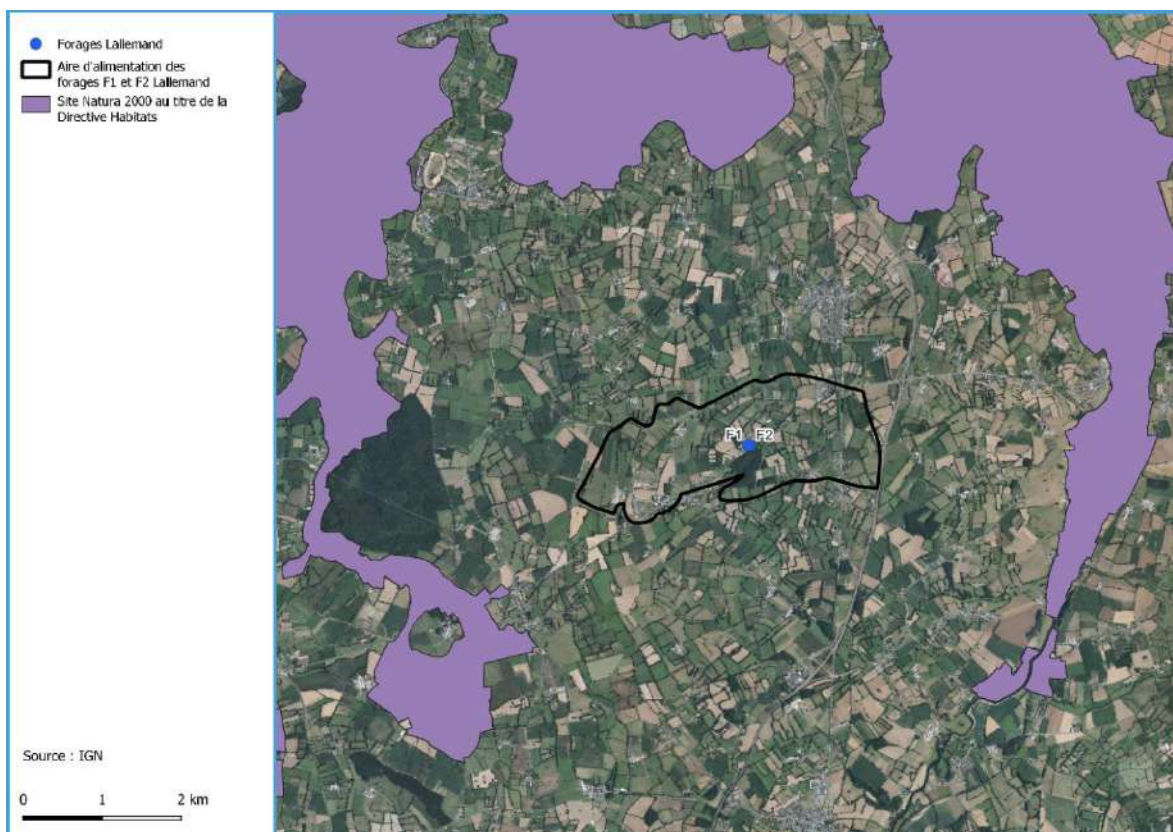 Forages Lallemand
Aire d'alimentation des
forages F1 et F2 Lallemand
Site Natura 2000 au titre de la
Directive Habitats
F1 F2
Source : IGN
0 1 2 km